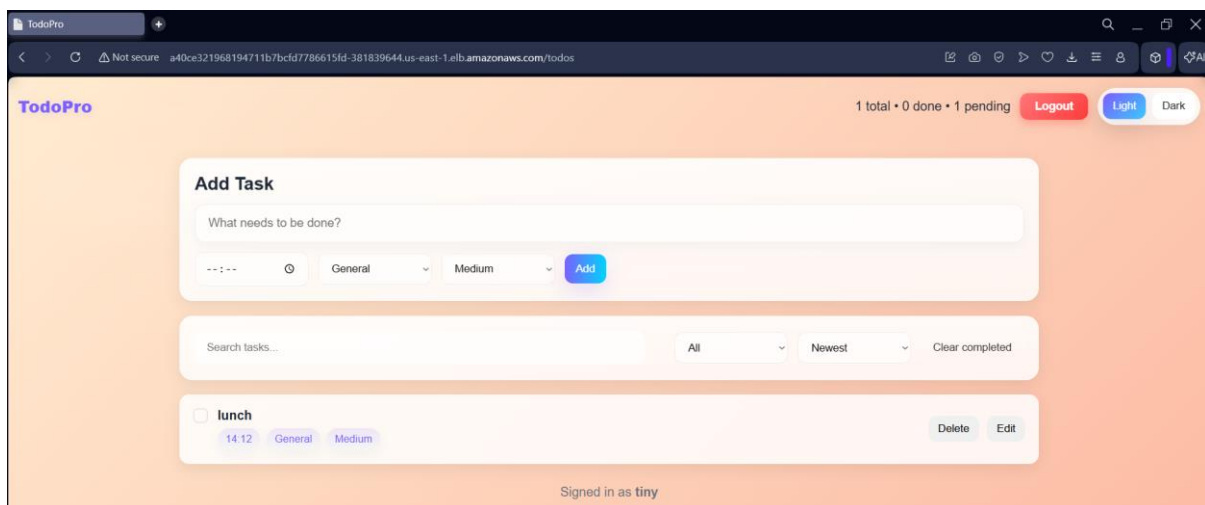 TodoPro
Not secure a40ce321968194711b7bcfd7786615fd-381839644.us-east-1.elb.amazonaws.com/todos
AI
TodoPro 1 total • 0 done • 1 pending Logout Light Dark
Add Task
What needs to be done?
--:-- General Medium Add
Search tasks... All Newest Clear completed
lunch
14:12 General Medium Delete Edit
Signed in as tiny